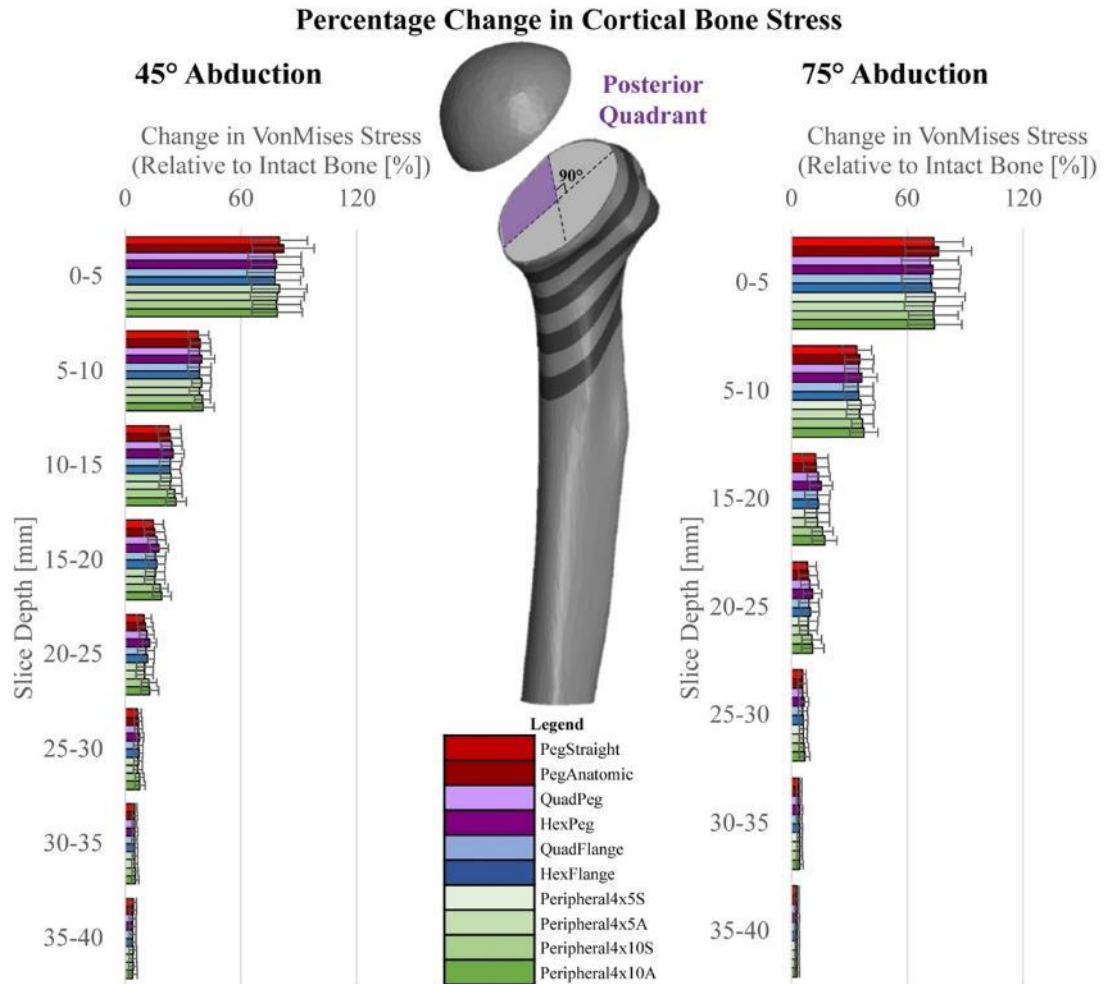 Percentage Change in Cortical Bone Stress
45° Abduction
Change in VonMises Stress
(Relative to Intact Bone [%])
0 60 120
Slice Depth [mm]
0-5
5-10
10-15
15-20
20-25
25-30
30-35
35-40
Posterior
Quadrant
90°
Legend
PegStraight
PegAnatomic
QuadPeg
HexPeg
QuadFlange
HexFlange
Peripheral4x5S
Peripheral4x5A
Peripheral4x10S
Peripheral4x10A
75° Abduction
Change in VonMises Stress
(Relative to Intact Bone [%])
0 60 120
Slice Depth [mm]
0-5
5-10
15-20
20-25
25-30
30-35
35-40